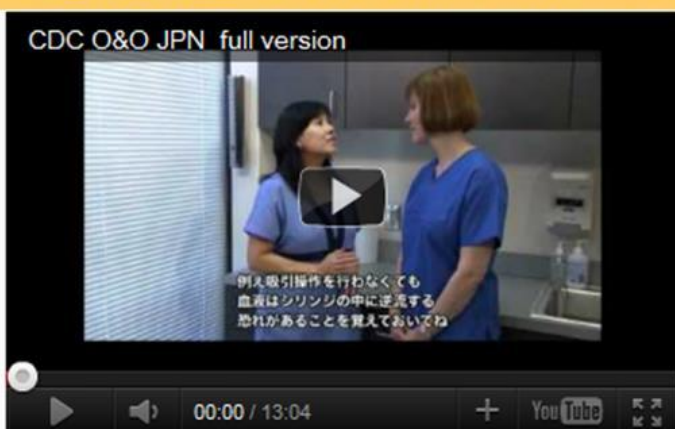 CDC O&O JPN full version
例え吸引操作を行わなくても
血液はシリンジの中に逆流する
恐れがあることを覚えておいてね
00:00 / 13:04
YouTube